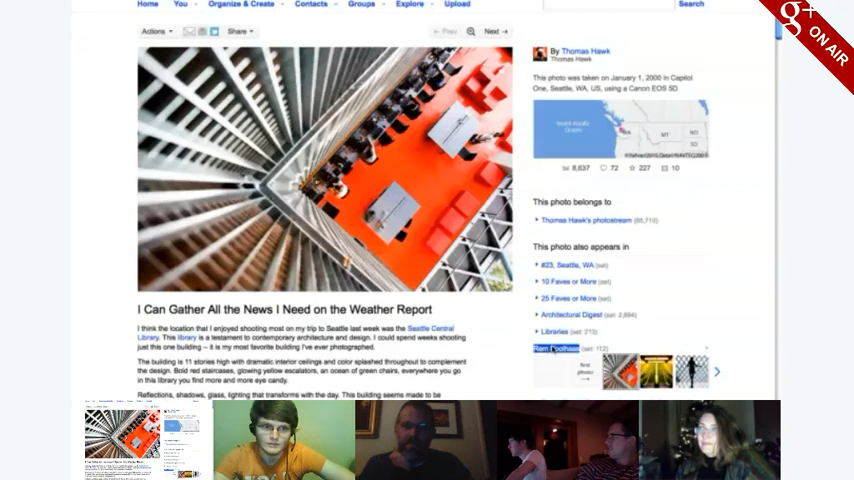 Home You Organize & Create Contacts Groups Explore Upload Search
g+ ON AIR
Actions Share Prev Next
By Thomas Hawk
Thomas Hawk
This photo was taken on January 1, 2000 in Capitol
One, Seattle, WA, US, using a Canon EOS 5D.
WA MT ND
SD
8,637 72 227 10
This photo belongs to
Thomas Hawk's photostream
This photo also appears in
#23, Seattle, WA (set)
10 Faves or More (set)
25 Faves or More (set)
Architectural Digest (set: 2,694)
Libraries (set: 213)
(set: 112)
first
photo
I Can Gather All the News I Need on the Weather Report
I think the location that I enjoyed shooting most on my trip to Seattle last week was the Seattle Central
Library. This library is a testament to contemporary architecture and design. I could spend weeks shooting
just this one building -- it is my most favorite building I've ever photographed.
The building is 11 stories high with dramatic interior ceilings and color splashed throughout to complement
the design. Bold red staircases, glowing yellow escalators, an ocean of green chairs, everywhere you go
in this library you find more and more eye candy.
Reflections, shadows, glass, lighting that transforms with the day. This building seems made to be